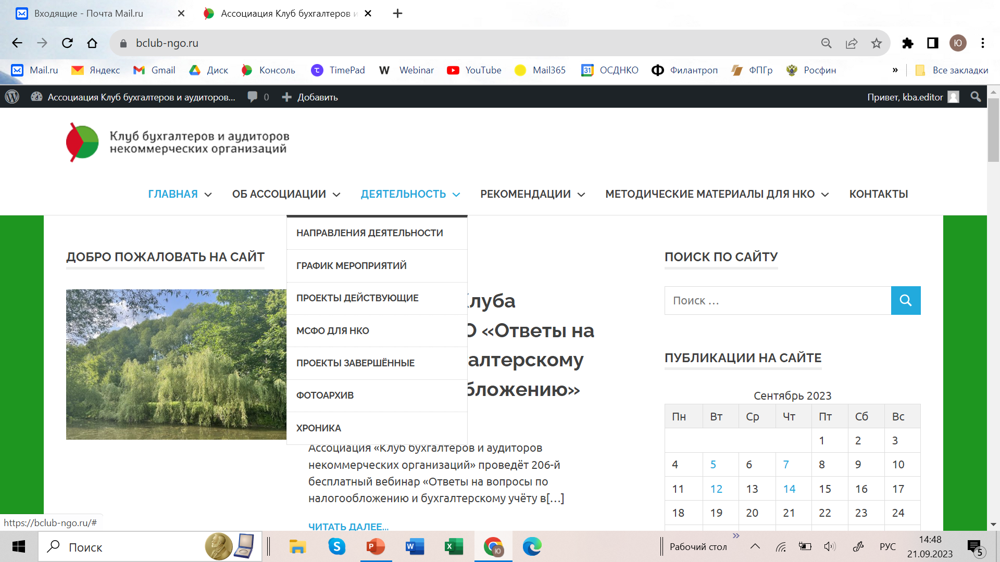 Входящие - Почта Mail.ru
Ассоциация Клуб бухгалтеров и
bclub-ngo.ru
Ю
Mail.ru Яндекс Gmail Диск Консоль TimePad Webinar YouTube Mail365 31 ОСДНКО Филантроп ФПГр Росфин » Все закладки
Ассоциация Клуб бухгалтеров и аудиторов... 0 Добавить Привет, kba.editor
Клуб бухгалтеров и аудиторов
некоммерческих организаций
ГЛАВНАЯ ОБ АССОЦИАЦИИ ДЕЯТЕЛЬНОСТЬ РЕКОМЕНДАЦИИ МЕТОДИЧЕСКИЕ МАТЕРИАЛЫ ДЛЯ НКО КОНТАКТЫ
НАПРАВЛЕНИЯ ДЕЯТЕЛЬНОСТИ
ГРАФИК МЕРОПРИЯТИЙ
ПРОЕКТЫ ДЕЙСТВУЮЩИЕ
МСФО ДЛЯ НКО
ПРОЕКТЫ ЗАВЕРШЁННЫЕ
ФОТОАРХИВ
ХРОНИКА
ДОБРО ПОЖАЛОВАТЬ НА САЙТ
луба
О «Ответы на
алтерскому
бложению»
Ассоциация «Клуб бухгалтеров и аудиторов
некоммерческих организаций» проведёт 206-й
бесплатный вебинар «Ответы на вопросы по
налогообложению и бухгалтерскому учёту в[…]
ЧИТАТЬ ДАЛЕЕ...
ПОИСК ПО САЙТУ
Поиск …
ПУБЛИКАЦИИ НА САЙТЕ
Сентябрь 2023
Пн Вт Ср Чт Пт Сб Вс
1 2 3
4 5 6 7 8 9 10
11 12 13 14 15 16 17
18 19 20 21 22 23 24
https://bclub-ngo.ru/#
Поиск
Ю
Рабочий стол
РУС
14:48
21.09.2023
5